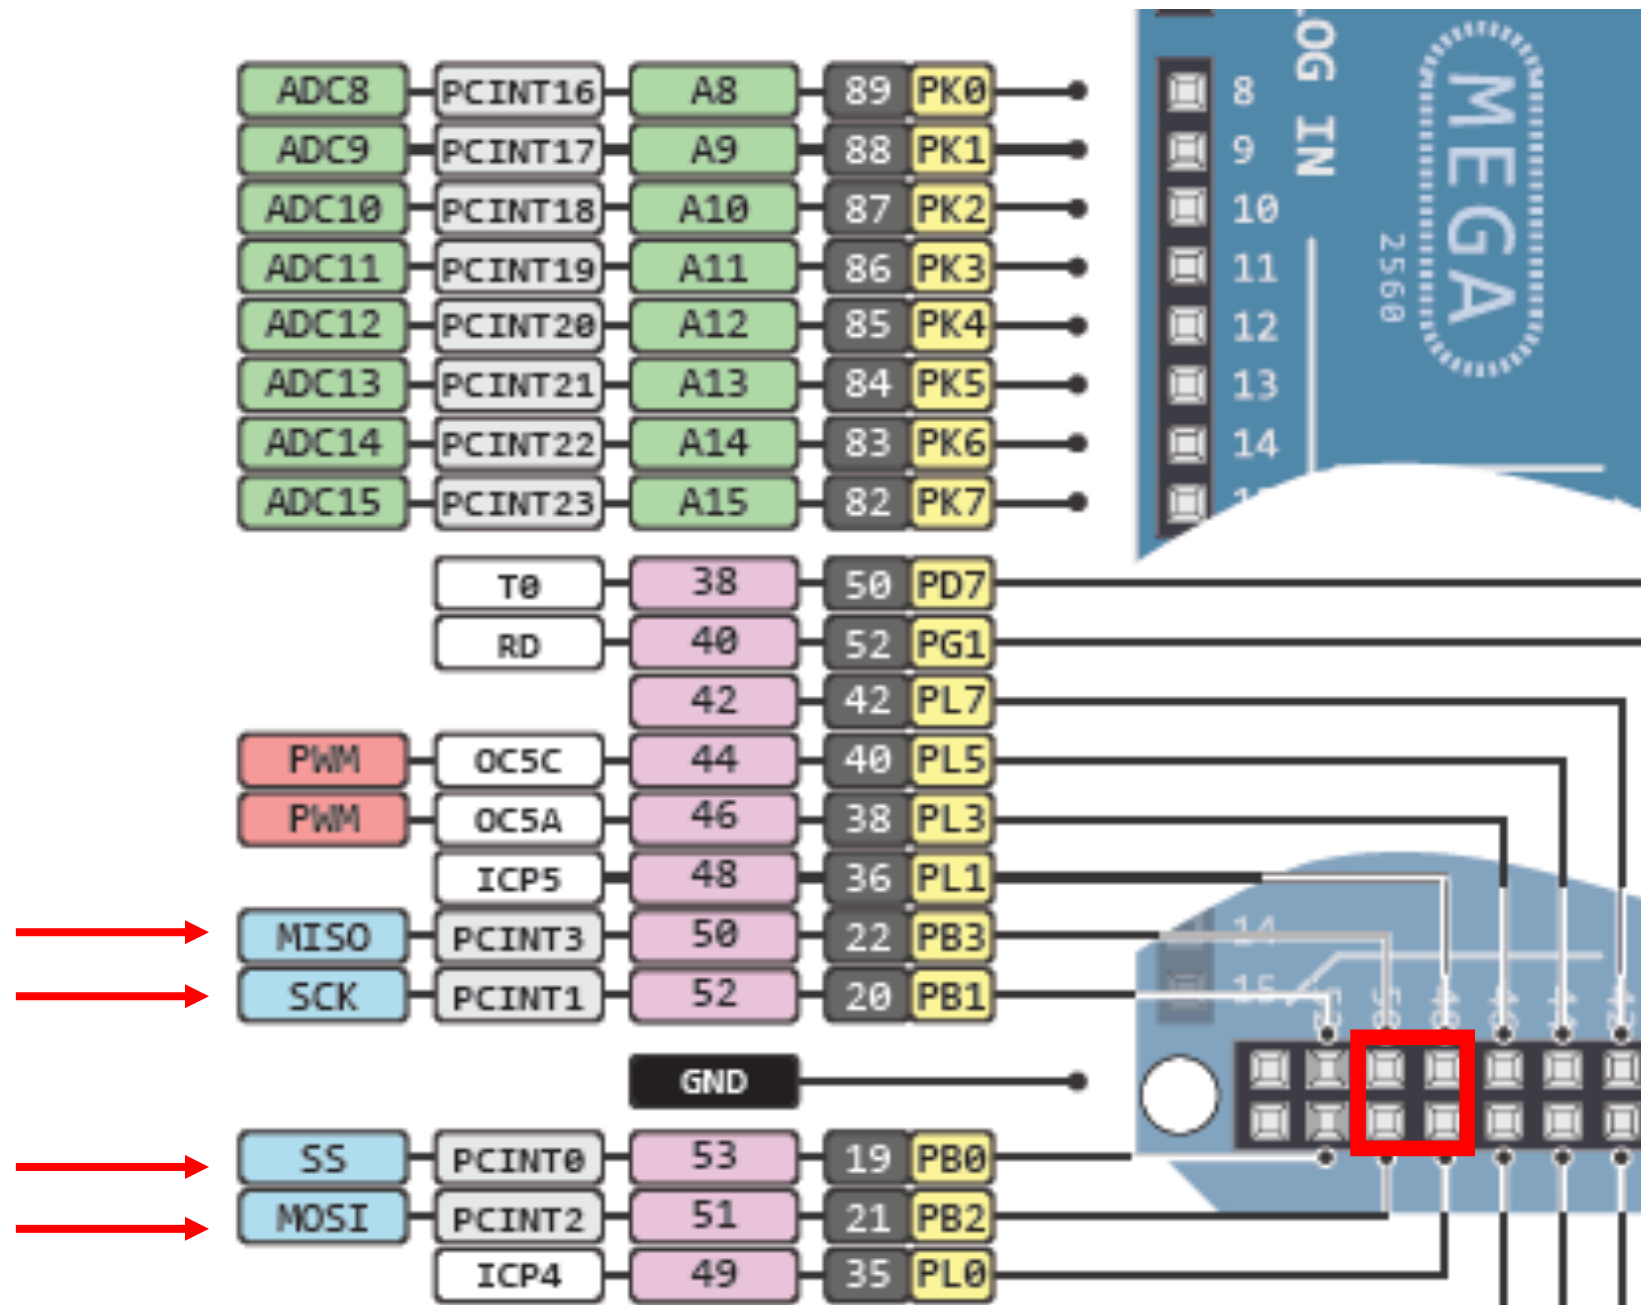 ADC8 PCINT16 A8 89 PK0 8
ADC9 PCINT17 A9 88 PK1 9
ADC10 PCINT18 A10 87 PK2 10
ADC11 PCINT19 A11 86 PK3 11
ADC12 PCINT20 A12 85 PK4 12
ADC13 PCINT21 A13 84 PK5 13
ADC14 PCINT22 A14 83 PK6 14
ADC15 PCINT23 A15 82 PK7
OG IN
MEGA
2560
T0 38 50 PD7
RD 40 52 PG1
42 42 PL7
PWM OC5C 44 40 PL5
PWM OC5A 46 38 PL3
ICP5 48 36 PL1
MISO PCINT3 50 22 PB3 14
SCK PCINT1 52 20 PB1 15
GND
SS PCINT0 53 19 PB0
MOSI PCINT2 51 21 PB2
ICP4 49 35 PL0